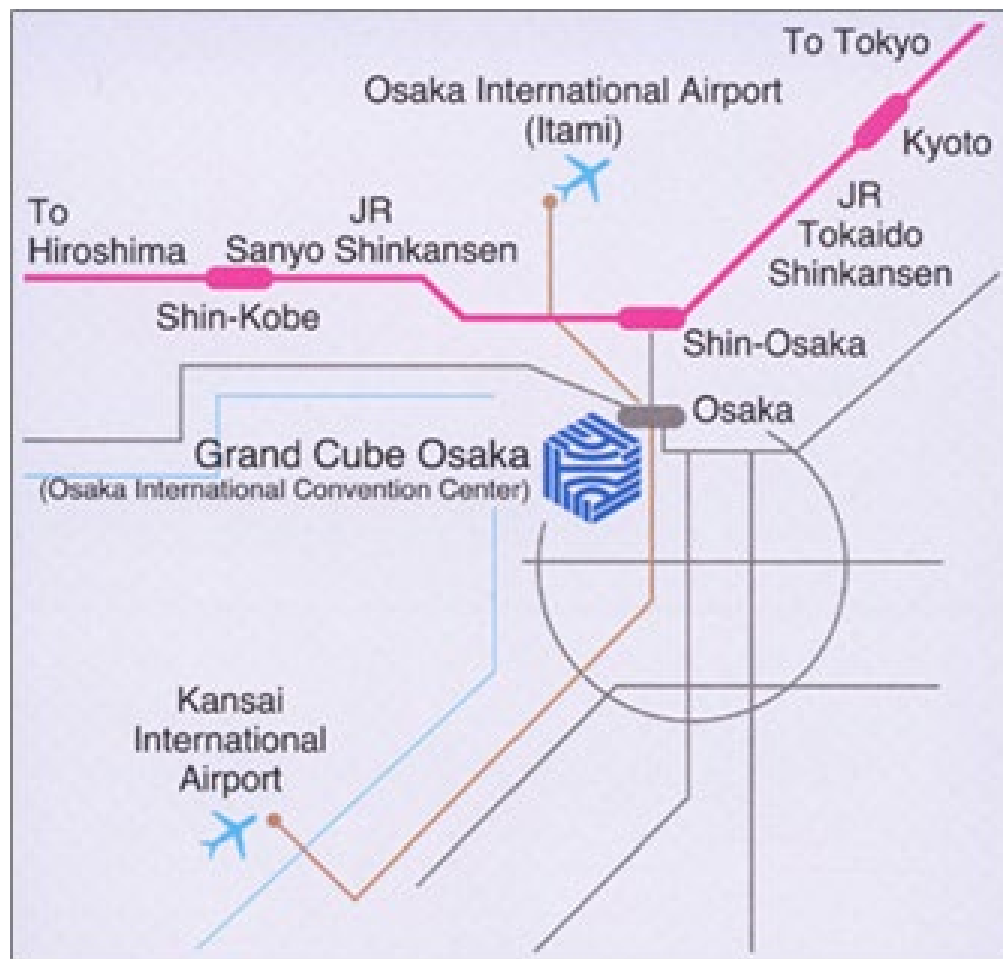 To Tokyo
Osaka International Airport
(Itami)
Kyoto
To
Hiroshima
JR
Sanyo Shinkansen
JR
Tokaido
Shinkansen
Shin-Kobe
Shin-Osaka
Osaka
Grand Cube Osaka
(Osaka International Convention Center)
Kansai
International
Airport